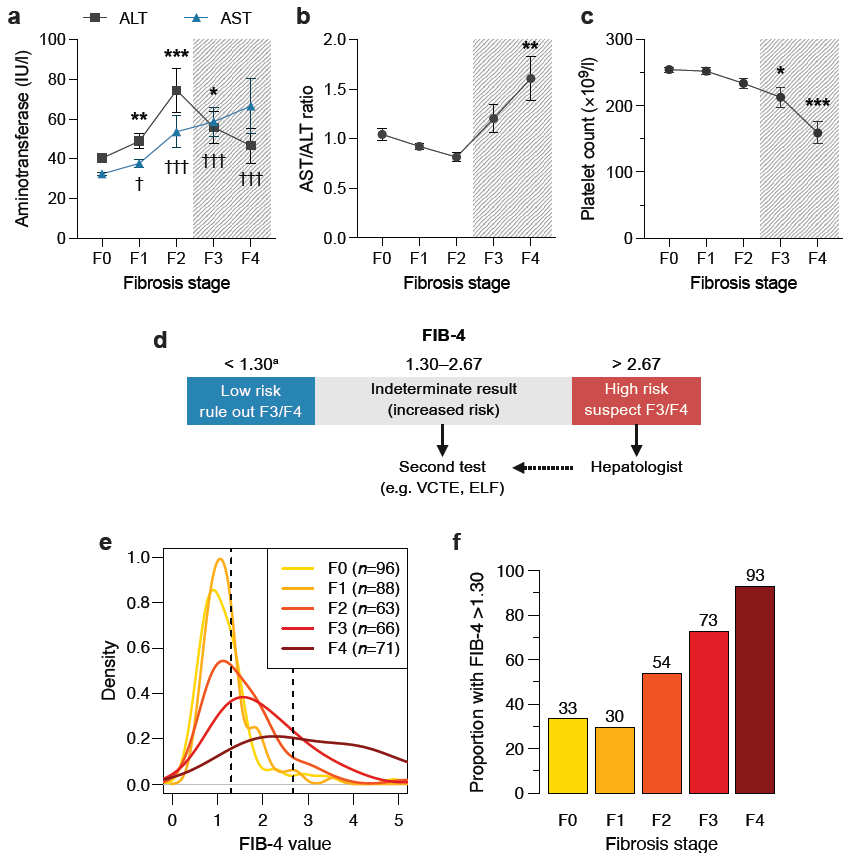 a
ALT AST
Aminotransferase (IU/l)
100
80
60
40
20
0
***
**
*
†
†††
†††
†††
F0 F1 F2 F3 F4
Fibrosis stage
b
AST/ALT ratio
2.0
1.5
1.0
0.5
0.0
**
F0 F1 F2 F3 F4
Fibrosis stage
c
Platelet count (×10⁹/l)
300
200
100
0
*
***
F0 F1 F2 F3 F4
Fibrosis stage
d
FIB-4
< 1.30ᵃ 1.30–2.67 > 2.67
Low risk
rule out F3/F4
Indeterminate result
(increased risk)
High risk
suspect F3/F4
Second test
(e.g. VCTE, ELF)
Hepatologist
e
Density
1.0
0.8
0.6
0.4
0.2
0.0
F0 (n=96)
F1 (n=88)
F2 (n=63)
F3 (n=66)
F4 (n=71)
0 1 2 3 4 5
FIB-4 value
f
Proportion with FIB-4 >1.30
100
80
60
40
20
0
33
30
54
73
93
F0 F1 F2 F3 F4
Fibrosis stage